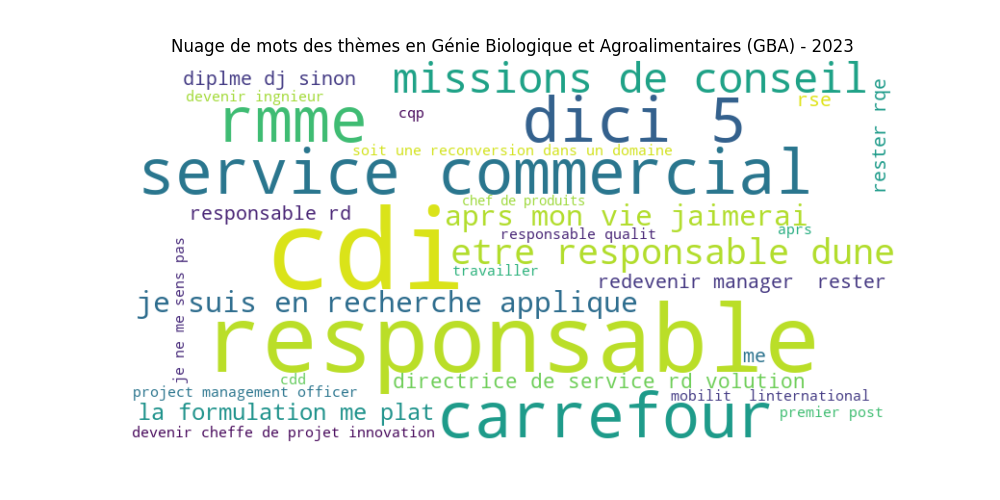 Nuage de mots des thèmes en Génie Biologique et Agroalimentaires (GBA) - 2023
missions de conseil
diplme dj sinon
devenir ingnieur
rse
rester rqe
rmme
cqp
dici 5
soit une reconversion dans un domaine
service commercial
chef de produits
responsable rd
aprs mon vie jaimerai
cdi
responsable qualit
aprs
etre responsable dune
travailler
redevenir manager
rester
je ne me sens pas
je suis en recherche applique
responsable
me
cdd
directrice de service rd volution
project management officer
mobilit linternational
la formulation me plat
carrefour
premier post
devenir cheffe de projet innovation